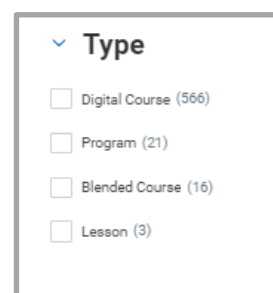 Type
Digital Course (566)
Program (21)
Blended Course (16)
Lesson (3)